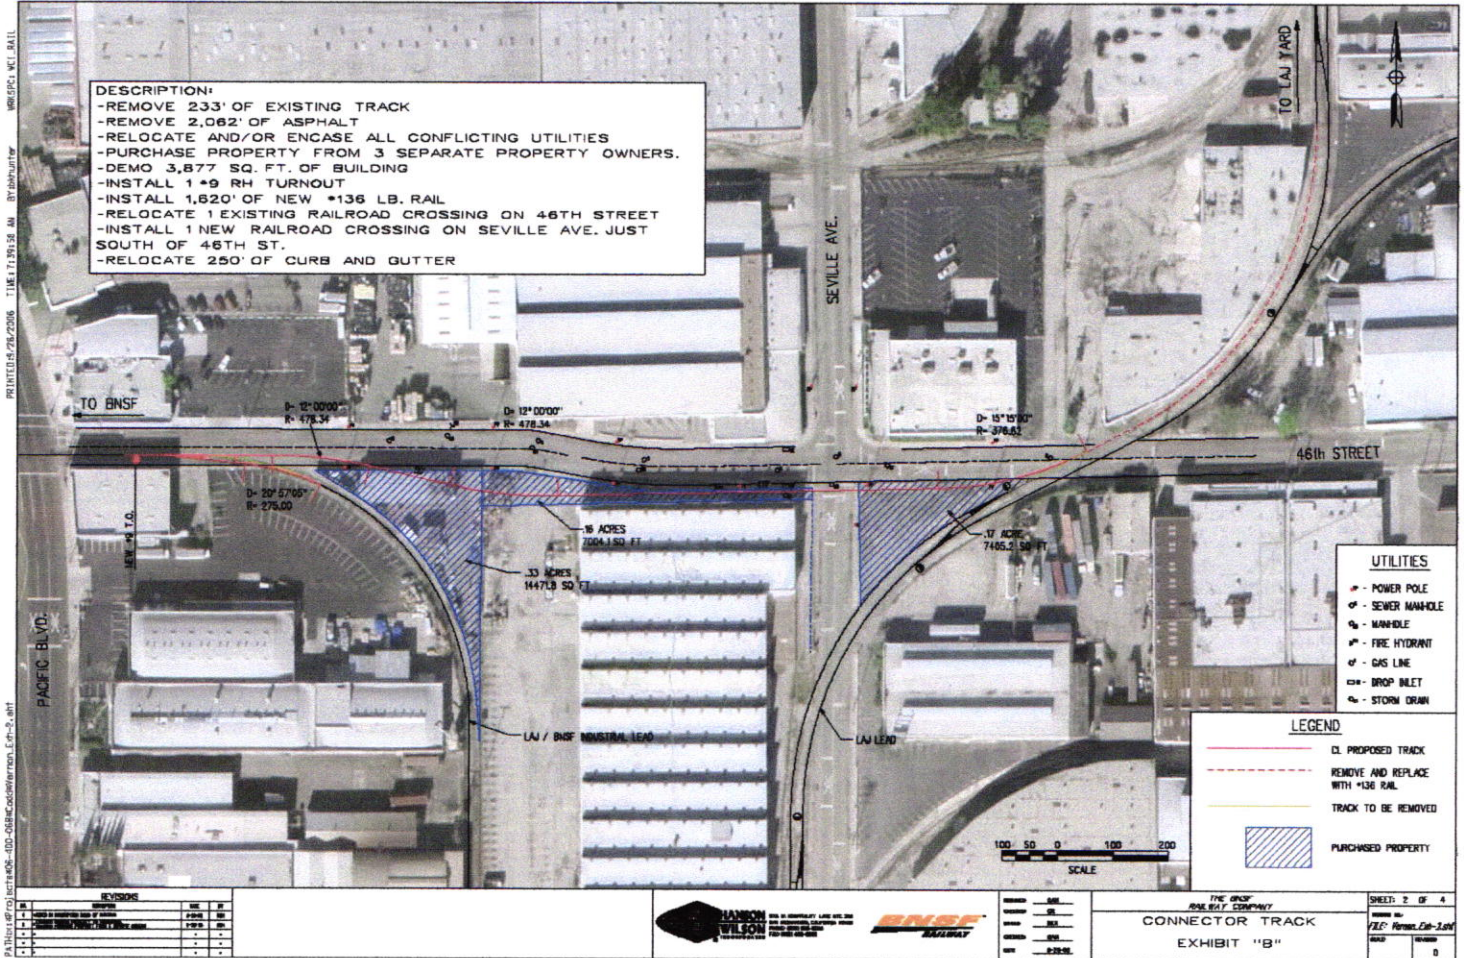 DESCRIPTION:
-REMOVE 233' OF EXISTING TRACK
-REMOVE 2,062' OF ASPHALT
-RELOCATE AND/OR ENCASE ALL CONFLICTING UTILITIES
-PURCHASE PROPERTY FROM 3 SEPARATE PROPERTY OWNERS.
-DEMO 3,877 SQ. FT. OF BUILDING
-INSTALL 1 #9 RH TURNOUT
-INSTALL 1,620' OF NEW #136 LB. RAIL
-RELOCATE 1 EXISTING RAILROAD CROSSING ON 46TH STREET
-INSTALL 1 NEW RAILROAD CROSSING ON SEVILLE AVE. JUST
SOUTH OF 46TH ST.
-RELOCATE 250' OF CURB AND GUTTER
TO LAJ YARD
SEVILLE AVE.
TO BNSF
D= 12°00'00"
R= 478.34
D= 12°00'00"
R= 478.34
D= 15°15'00"
R= 376.82
46th STREET
D= 20°57'05"
R= 275.00
NEW #9 T.O.
.16 ACRES
7004.1 SQ FT
.17 ACRE
7405.2 SQ FT
.33 ACRES
14471.8 SQ FT
PACIFIC BLVD.
LAJ / BNSF INDUSTRIAL LEAD
LAJ LEAD
UTILITIES
- POWER POLE
- SEWER MANHOLE
- MANHOLE
- FIRE HYDRANT
- GAS LINE
- DROP INLET
- STORM DRAIN
LEGEND
CL PROPOSED TRACK
REMOVE AND REPLACE
WITH #136 RAIL
TRACK TO BE REMOVED
PURCHASED PROPERTY
100 50 0 100 200
SCALE
REVISIONS
HANSON
WILSON
BNSF
RAILWAY
THE BNSF
RAILWAY COMPANY
CONNECTOR TRACK
EXHIBIT "B"
SHEET: 2 OF 4
0